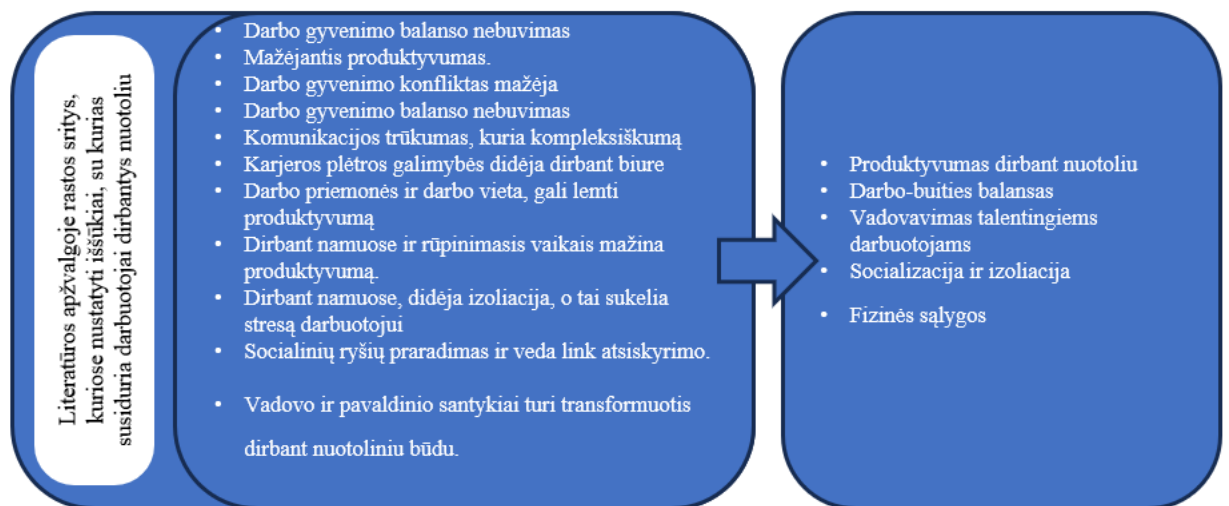 Literatūros apžvalgoje rastos sritys,
kuriose nustatyti iššūkiai, su kurias
susiduria darbuotojai dirbantys nuotoliu
• Darbo gyvenimo balanso nebuvimas
• Mažėjantis produktyvumas.
• Darbo gyvenimo konfliktas mažėja
• Darbo gyvenimo balanso nebuvimas
• Komunikacijos trūkumas, kuria kompleksiškumą
• Karjeros plėtros galimybės didėja dirbant biure
• Darbo priemonės ir darbo vieta, gali lemti
produktyvumą
• Dirbant namuose ir rūpinimasis vaikais mažina
produktyvumą.
• Dirbant namuose, didėja izoliacija, o tai sukelia
stresą darbuotojui
• Socialinių ryšių praradimas ir veda link atsiskyrimo.
• Vadovo ir pavaldinio santykiai turi transformuotis
dirbant nuotoliniu būdu.
• Produktyvumas dirbant nuotoliu
• Darbo-buities balansas
• Vadovavimas talentingiems
darbuotojams
• Socializacija ir izoliacija
• Fizinės sąlygos